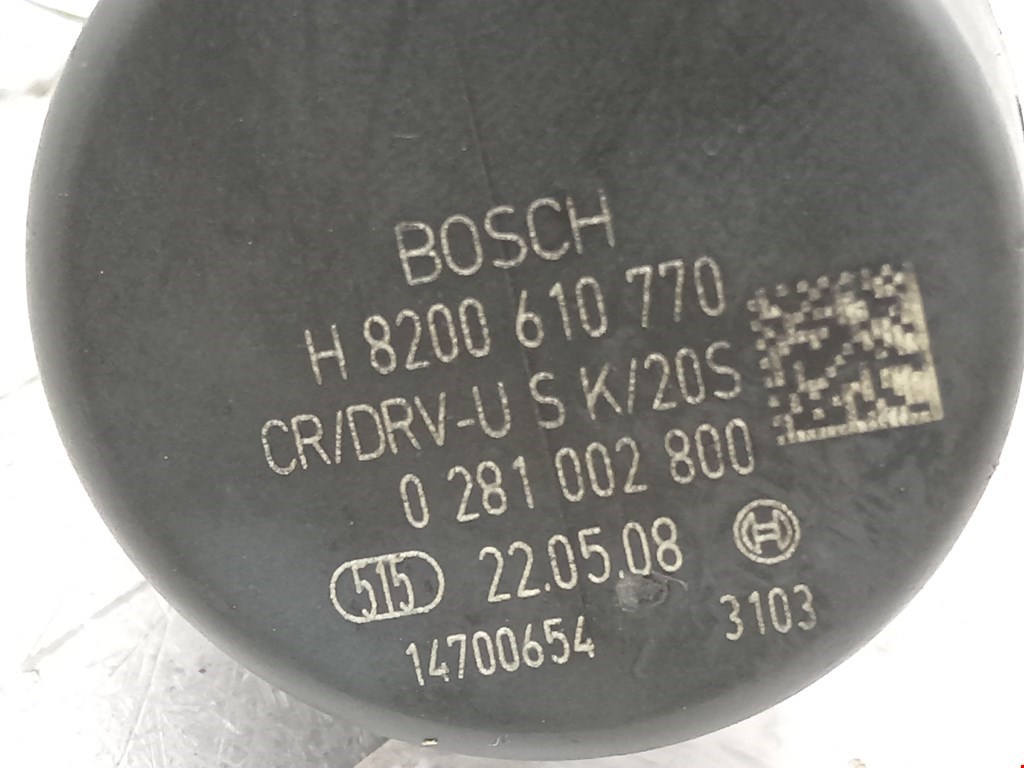 BOSCH
H 8200 610 770
CR/DRV-U S K/20S
0 281 002 800
515 22.05.08
14700654 3103